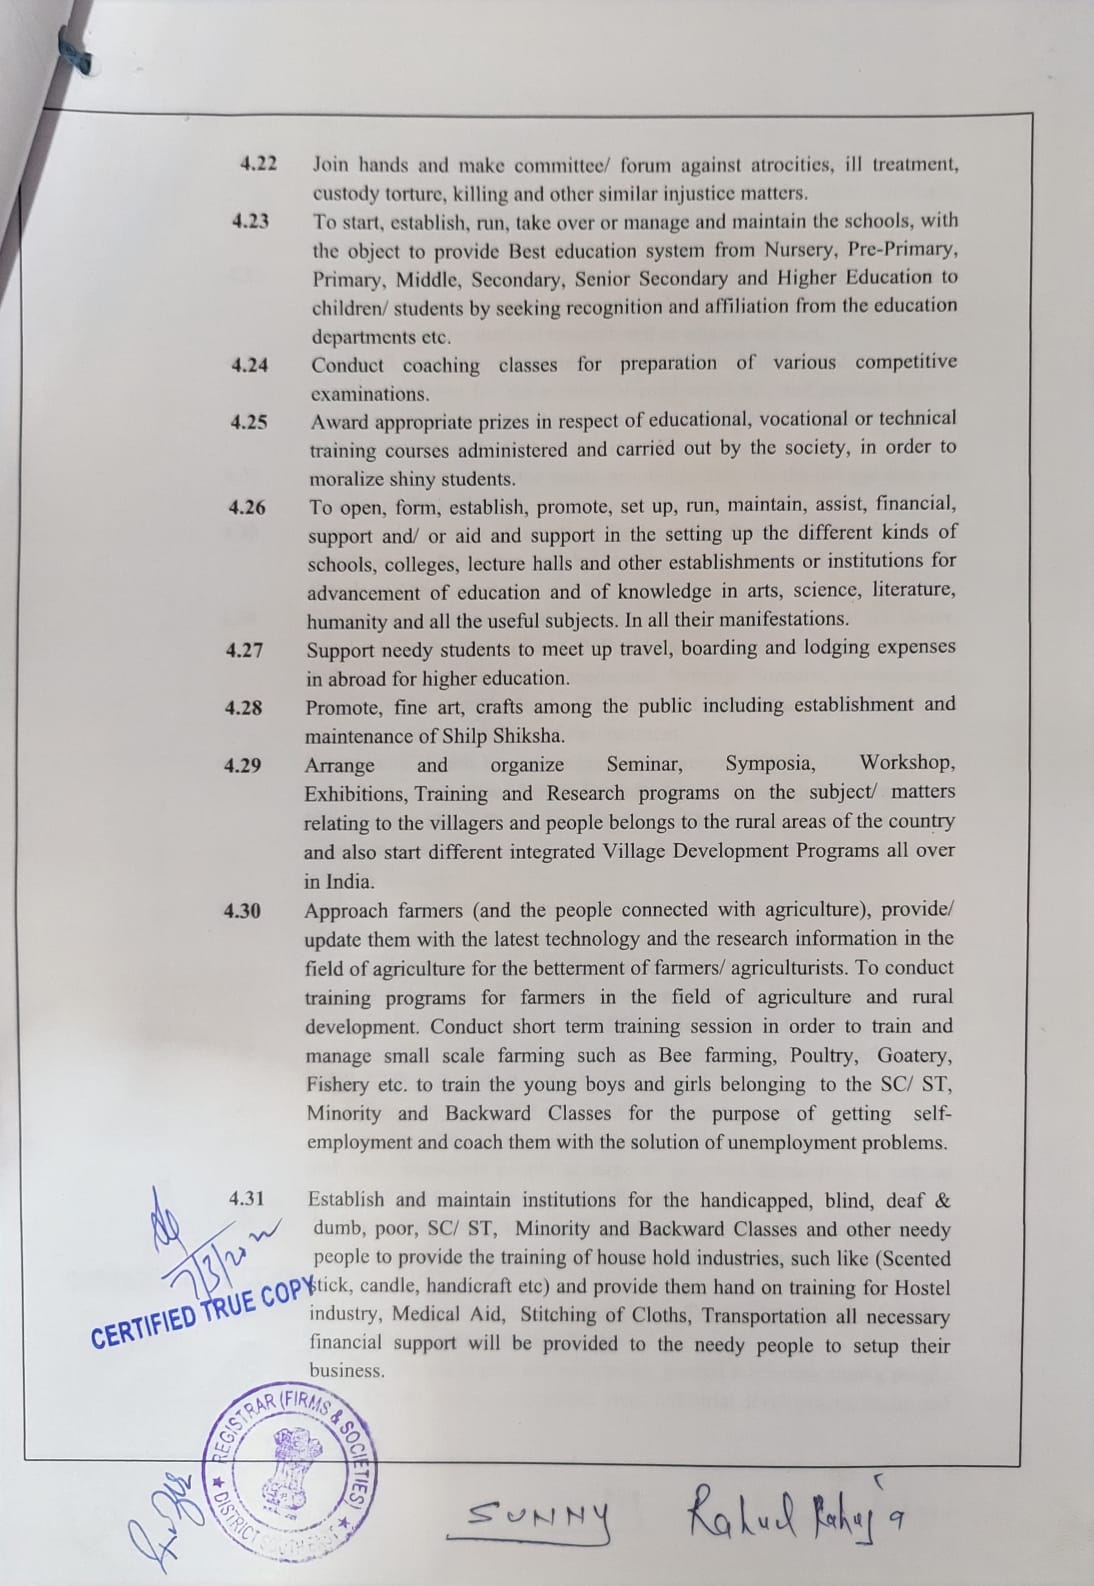 4.22 Join hands and make committee/ forum against atrocities, ill treatment,
custody torture, killing and other similar injustice matters.
4.23 To start, establish, run, take over or manage and maintain the schools, with
the object to provide Best education system from Nursery, Pre-Primary,
Primary, Middle, Secondary, Senior Secondary and Higher Education to
children/ students by seeking recognition and affiliation from the education
departments etc.
4.24 Conduct coaching classes for preparation of various competitive
examinations.
4.25 Award appropriate prizes in respect of educational, vocational or technical
training courses administered and carried out by the society, in order to
moralize shiny students.
4.26 To open, form, establish, promote, set up, run, maintain, assist, financial,
support and/ or aid and support in the setting up the different kinds of
schools, colleges, lecture halls and other establishments or institutions for
advancement of education and of knowledge in arts, science, literature,
humanity and all the useful subjects. In all their manifestations.
4.27 Support needy students to meet up travel, boarding and lodging expenses
in abroad for higher education.
4.28 Promote, fine art, crafts among the public including establishment and
maintenance of Shilp Shiksha.
4.29 Arrange and organize Seminar, Symposia, Workshop,
Exhibitions, Training and Research programs on the subject/ matters
relating to the villagers and people belongs to the rural areas of the country
and also start different integrated Village Development Programs all over
in India.
4.30 Approach farmers (and the people connected with agriculture), provide/
update them with the latest technology and the research information in the
field of agriculture for the betterment of farmers/ agriculturists. To conduct
training programs for farmers in the field of agriculture and rural
development. Conduct short term training session in order to train and
manage small scale farming such as Bee farming, Poultry, Goatery,
Fishery etc. to train the young boys and girls belonging to the SC/ ST,
Minority and Backward Classes for the purpose of getting self-
employment and coach them with the solution of unemployment problems.
4.31 Establish and maintain institutions for the handicapped, blind, deaf &
dumb, poor, SC/ ST, Minority and Backward Classes and other needy
people to provide the training of house hold industries, such like (Scented
stick, candle, handicraft etc) and provide them hand on training for Hostel
industry, Medical Aid, Stitching of Cloths, Transportation all necessary
financial support will be provided to the needy people to setup their
business.
CERTIFIED TRUE COPY
REGISTRAR (FIRMS & SOCIETIES)
DISTRICT
SUNNY
Rahul Raheja